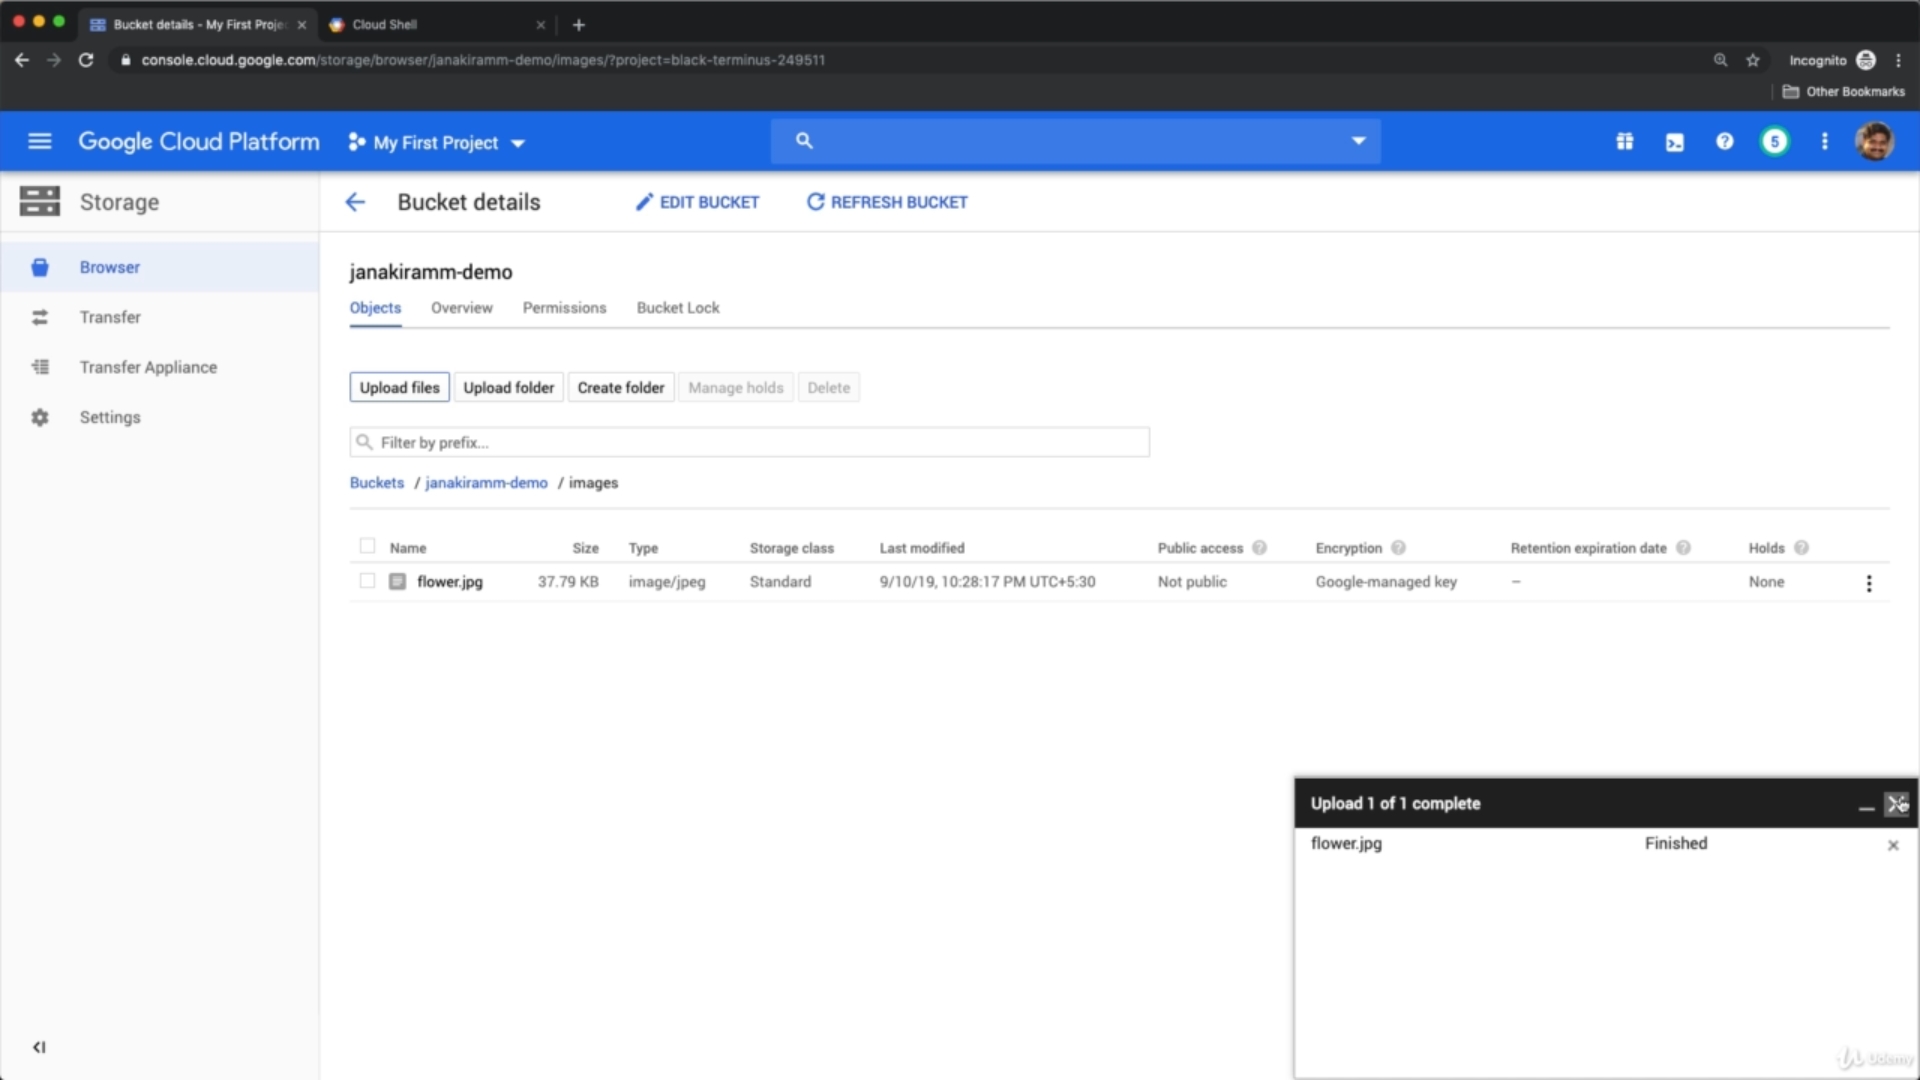 Bucket details - My First Proje
Cloud Shell
console.cloud.google.com/storage/browser/janakiramm-demo/images/?project=black-terminus-249511
Incognito
Other Bookmarks
Google Cloud Platform
My First Project
5
Storage
Bucket details
EDIT BUCKET
REFRESH BUCKET
Browser
Transfer
Transfer Appliance
Settings
janakiramm-demo
Objects Overview Permissions Bucket Lock
Upload files Upload folder Create folder Manage holds Delete
Filter by prefix...
Buckets / janakiramm-demo / images
Name Size Type Storage class Last modified Public access Encryption Retention expiration date Holds
flower.jpg 37.79 KB image/jpeg Standard 9/10/19, 10:28:17 PM UTC+5:30 Not public Google-managed key – None
Upload 1 of 1 complete
flower.jpg Finished
Udemy